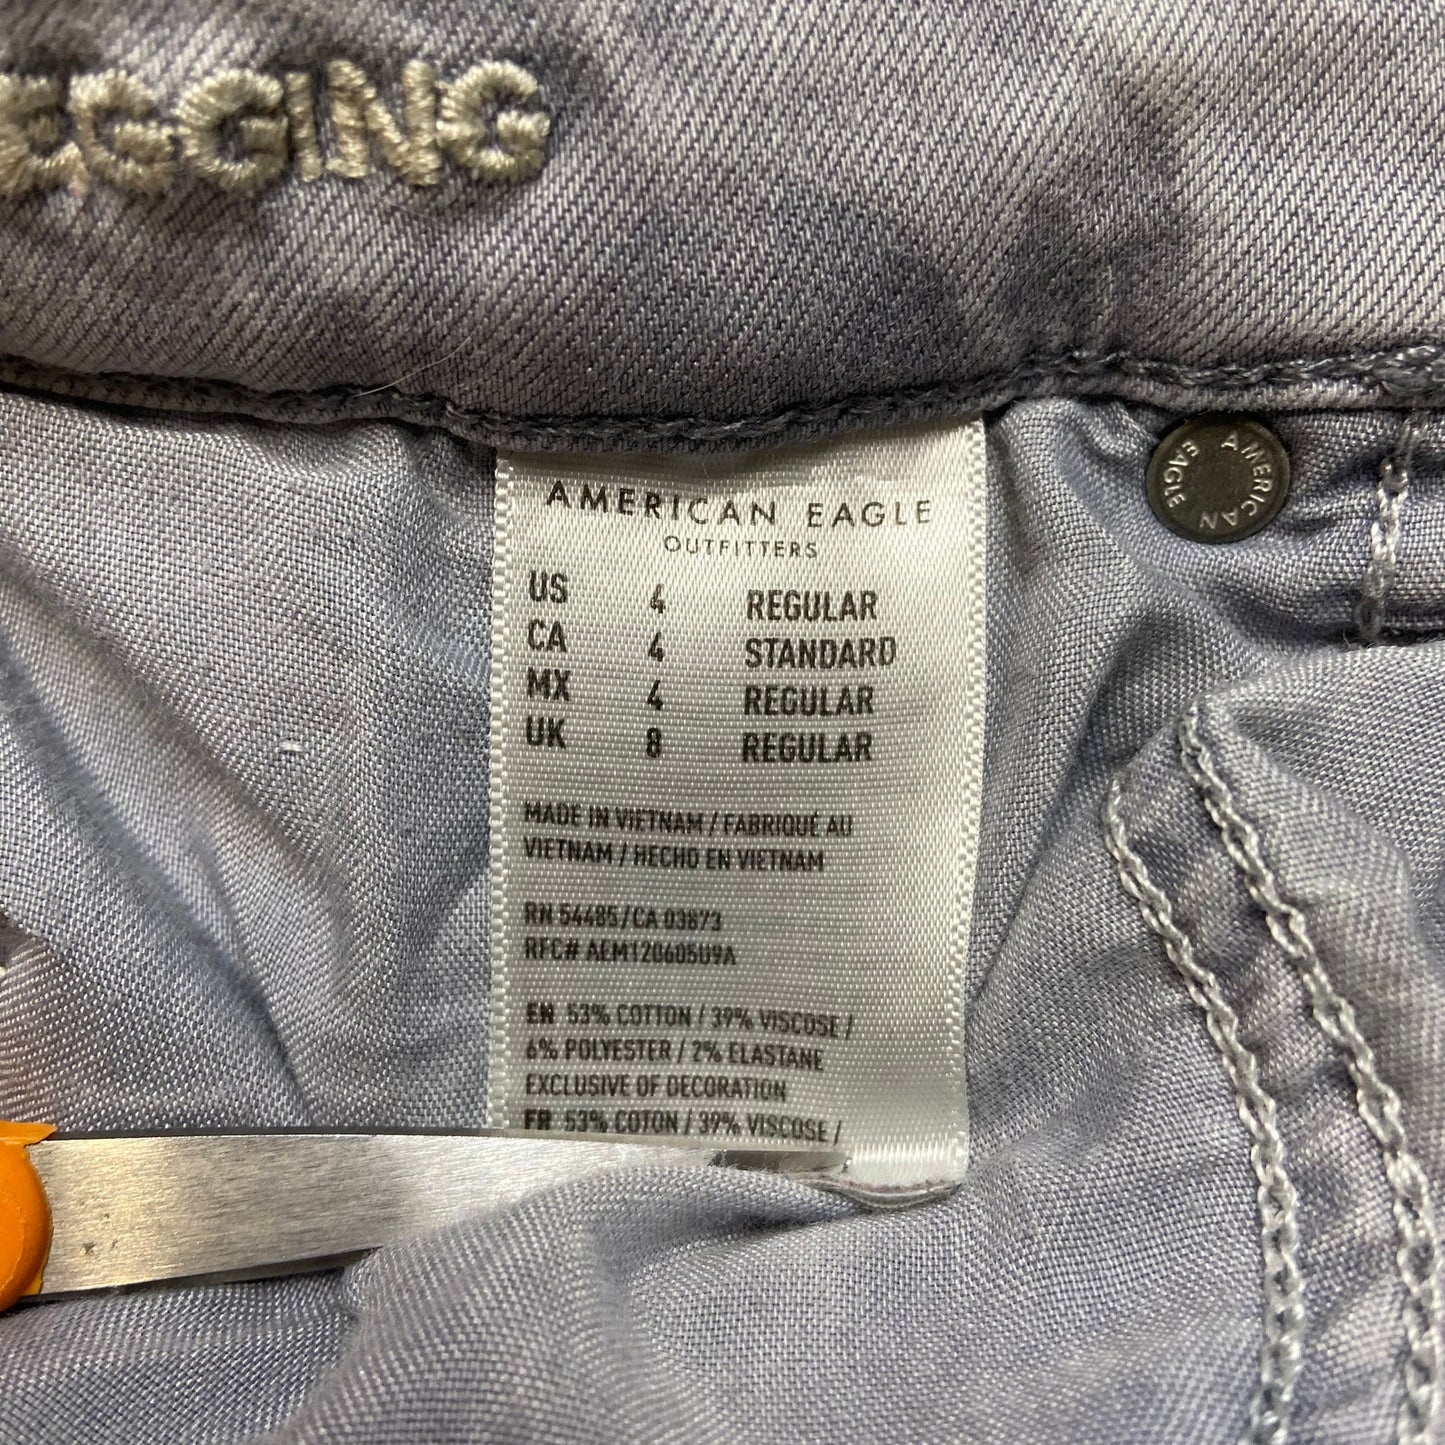 EGGING
AMERICAN EAGLE
OUTFITTERS
US 4 REGULAR
CA 4 STANDARD
MX 4 REGULAR
UK 8 REGULAR
MADE IN VIETNAM / FABRIQUÉ AU
VIETNAM / HECHO EN VIETNAM
RN 54485/CA 03873
RFC# AEM120605U9A
EN 53% COTTON / 39% VISCOSE /
6% POLYESTER / 2% ELASTANE
EXCLUSIVE OF DECORATION
FR 53% COTON / 39% VISCOSE /
AMERICAN
EAGLE